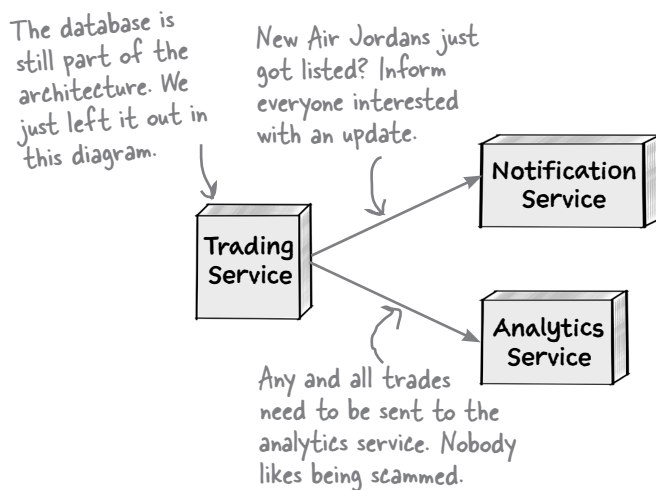 The database is
still part of the
architecture. We
just left it out in
this diagram.
New Air Jordans just
got listed? Inform
everyone interested
with an update.
Notification
Service
Trading
Service
Analytics
Service
Any and all trades
need to be sent to the
analytics service. Nobody
likes being scammed.